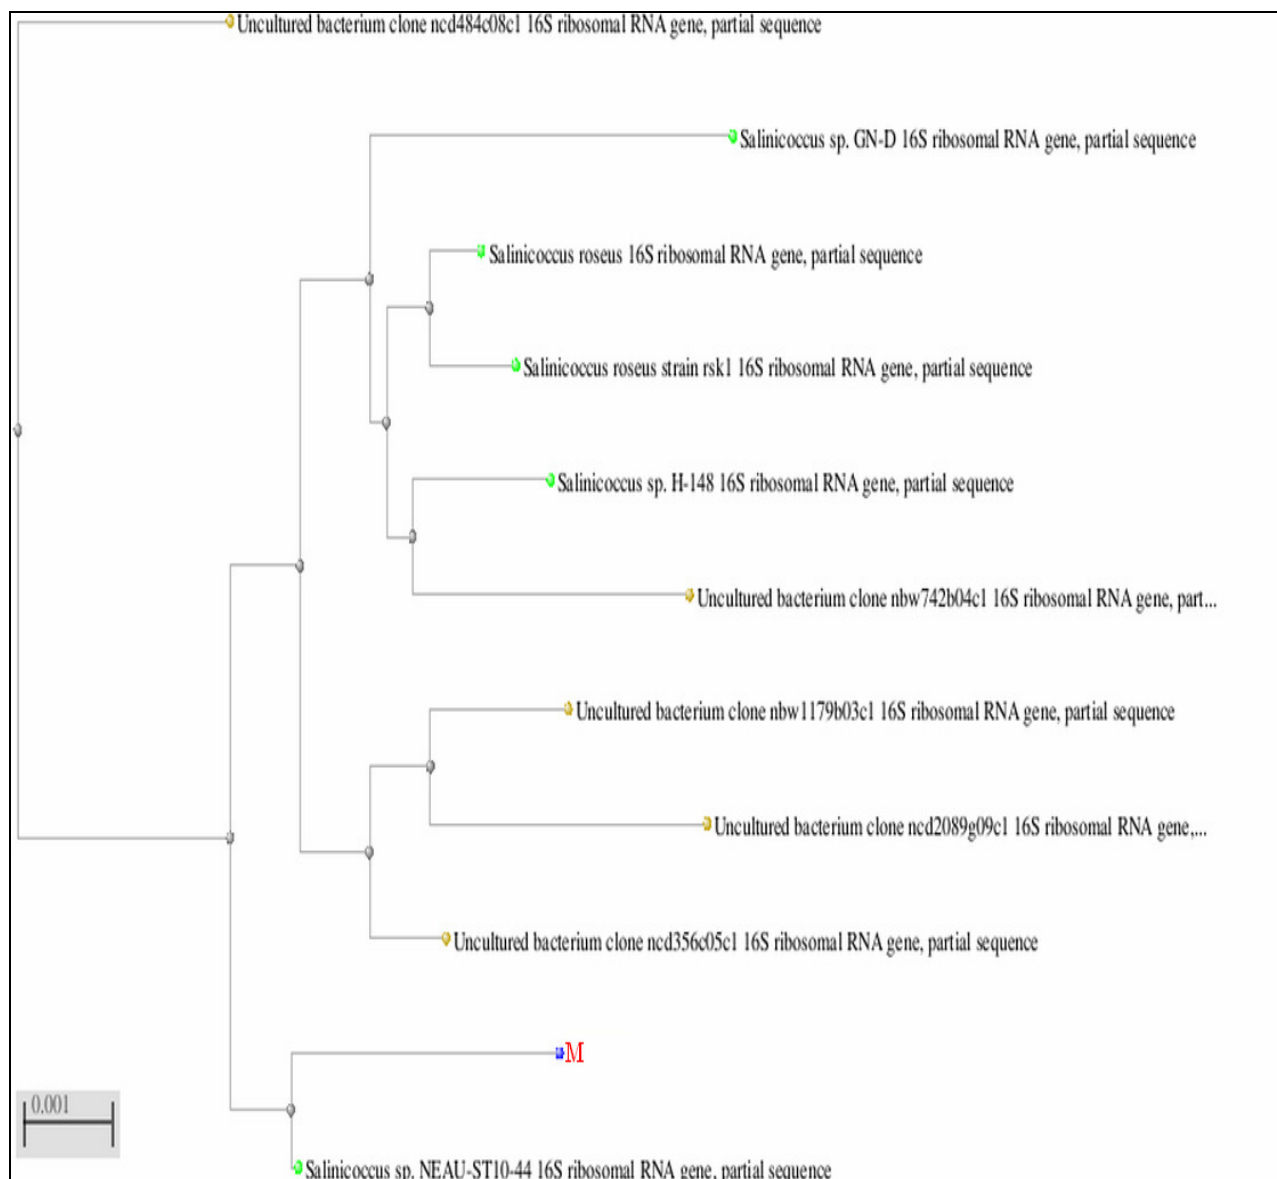 Uncultured bacterium clone ncd484c08c1 16S ribosomal RNA gene, partial sequence
Salinicoccus sp. GN-D 16S ribosomal RNA gene, partial sequence
Salinicoccus roseus 16S ribosomal RNA gene, partial sequence
Salinicoccus roseus strain rsk1 16S ribosomal RNA gene, partial sequence
Salinicoccus sp. H-148 16S ribosomal RNA gene, partial sequence
Uncultured bacterium clone nbw742b04c1 16S ribosomal RNA gene, part...
Uncultured bacterium clone nbw1179b03c1 16S ribosomal RNA gene, partial sequence
Uncultured bacterium clone ncd2089g09c1 16S ribosomal RNA gene,...
Uncultured bacterium clone ncd356c05c1 16S ribosomal RNA gene, partial sequence
M
0.001
Salinicoccus sp. NEAU-ST10-44 16S ribosomal RNA gene, partial sequence